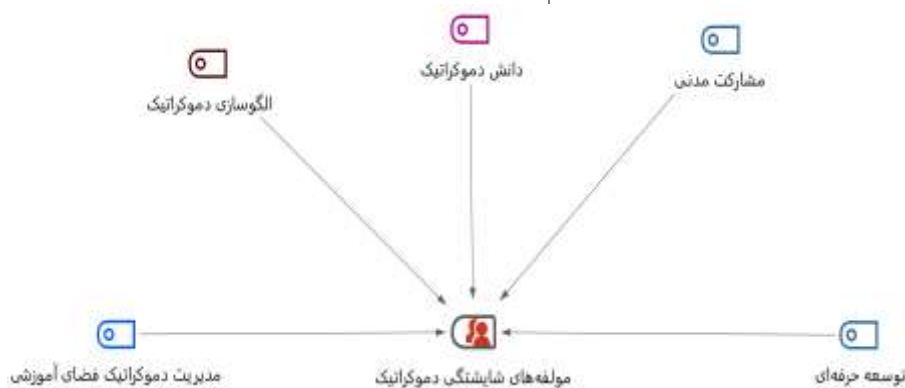 دانش دموکراتیک
مشارکت مدنی
الگوسازی دموکراتیک
توسعه حرفه‌ای
مولفه‌های شایستگی دموکراتیک
مدیریت دموکراتیک فضای آموزشی